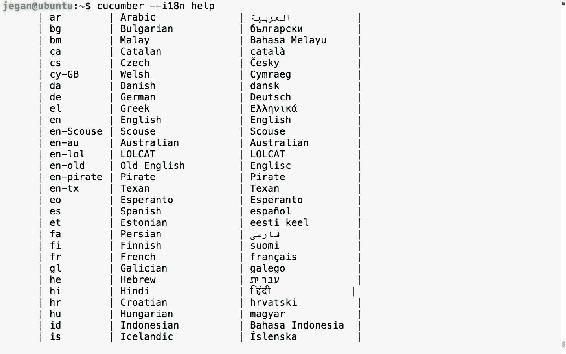 jegan@ubuntu:~$ cucumber --i18n help
| ar | Arabic | العربية |
| bg | Bulgarian | български |
| bm | Malay | Bahasa Melayu |
| ca | Catalan | català |
| cs | Czech | Česky |
| cy-GB | Welsh | Cymraeg |
| da | Danish | dansk |
| de | German | Deutsch |
| el | Greek | Ελληνικά |
| en | English | English |
| en-Scouse | Scouse | Scouse |
| en-au | Australian | Australian |
| en-lol | LOLCAT | LOLCAT |
| en-old | Old English | Englisc |
| en-pirate | Pirate | Pirate |
| en-tx | Texan | Texan |
| eo | Esperanto | Esperanto |
| es | Spanish | español |
| et | Estonian | eesti keel |
| fa | Persian | فارسی |
| fi | Finnish | suomi |
| fr | French | français |
| gl | Galician | galego |
| he | Hebrew | עברית |
| hi | Hindi | हिंदी |
| hr | Croatian | hrvatski |
| hu | Hungarian | magyar |
| id | Indonesian | Bahasa Indonesia |
| is | Icelandic | Íslenska |